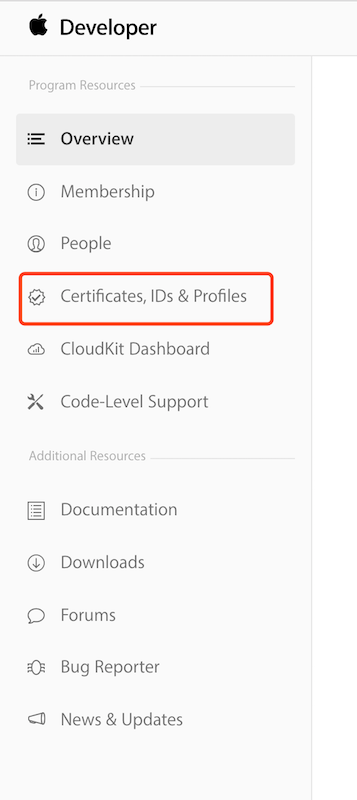 Developer
Program Resources
Overview
Membership
People
Certificates, IDs & Profiles
CloudKit Dashboard
Code-Level Support
Additional Resources
Documentation
Downloads
Forums
Bug Reporter
News & Updates